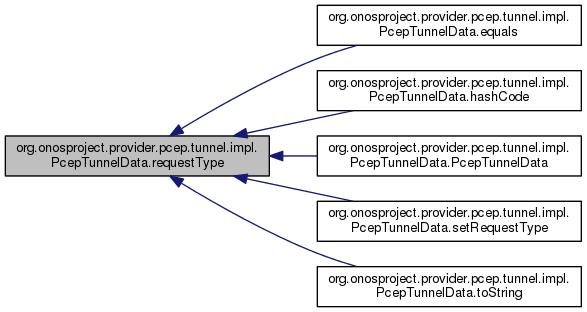 org.onosproject.provider.pcep.tunnel.impl.
PcepTunnelData.equals
org.onosproject.provider.pcep.tunnel.impl.
PcepTunnelData.hashCode
org.onosproject.provider.pcep.tunnel.impl.
PcepTunnelData.requestType
org.onosproject.provider.pcep.tunnel.impl.
PcepTunnelData.PcepTunnelData
org.onosproject.provider.pcep.tunnel.impl.
PcepTunnelData.setRequestType
org.onosproject.provider.pcep.tunnel.impl.
PcepTunnelData.toString